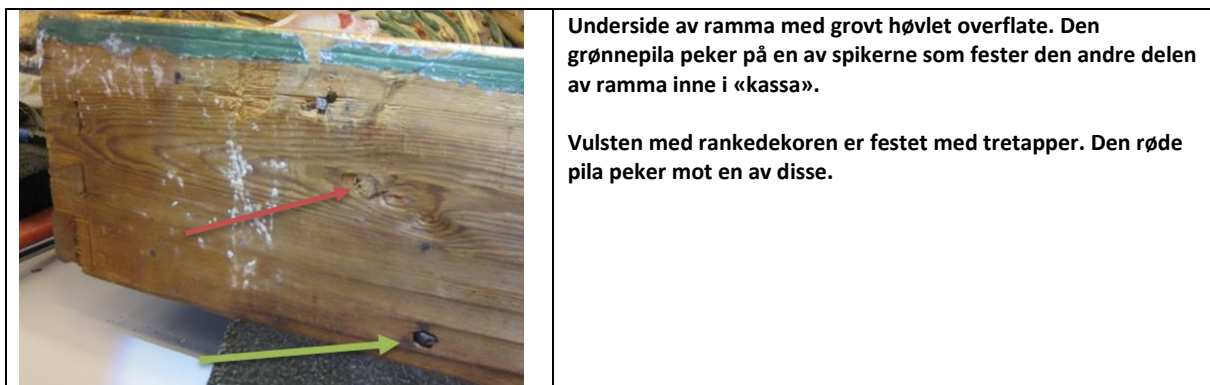 Underside av ramma med grovt høvlet overflate. Den
grønnepila peker på en av spikerne som fester den andre delen
av ramma inne i «kassa».
Vulsten med rankedekoren er festet med tretapper. Den røde
pila peker mot en av disse.